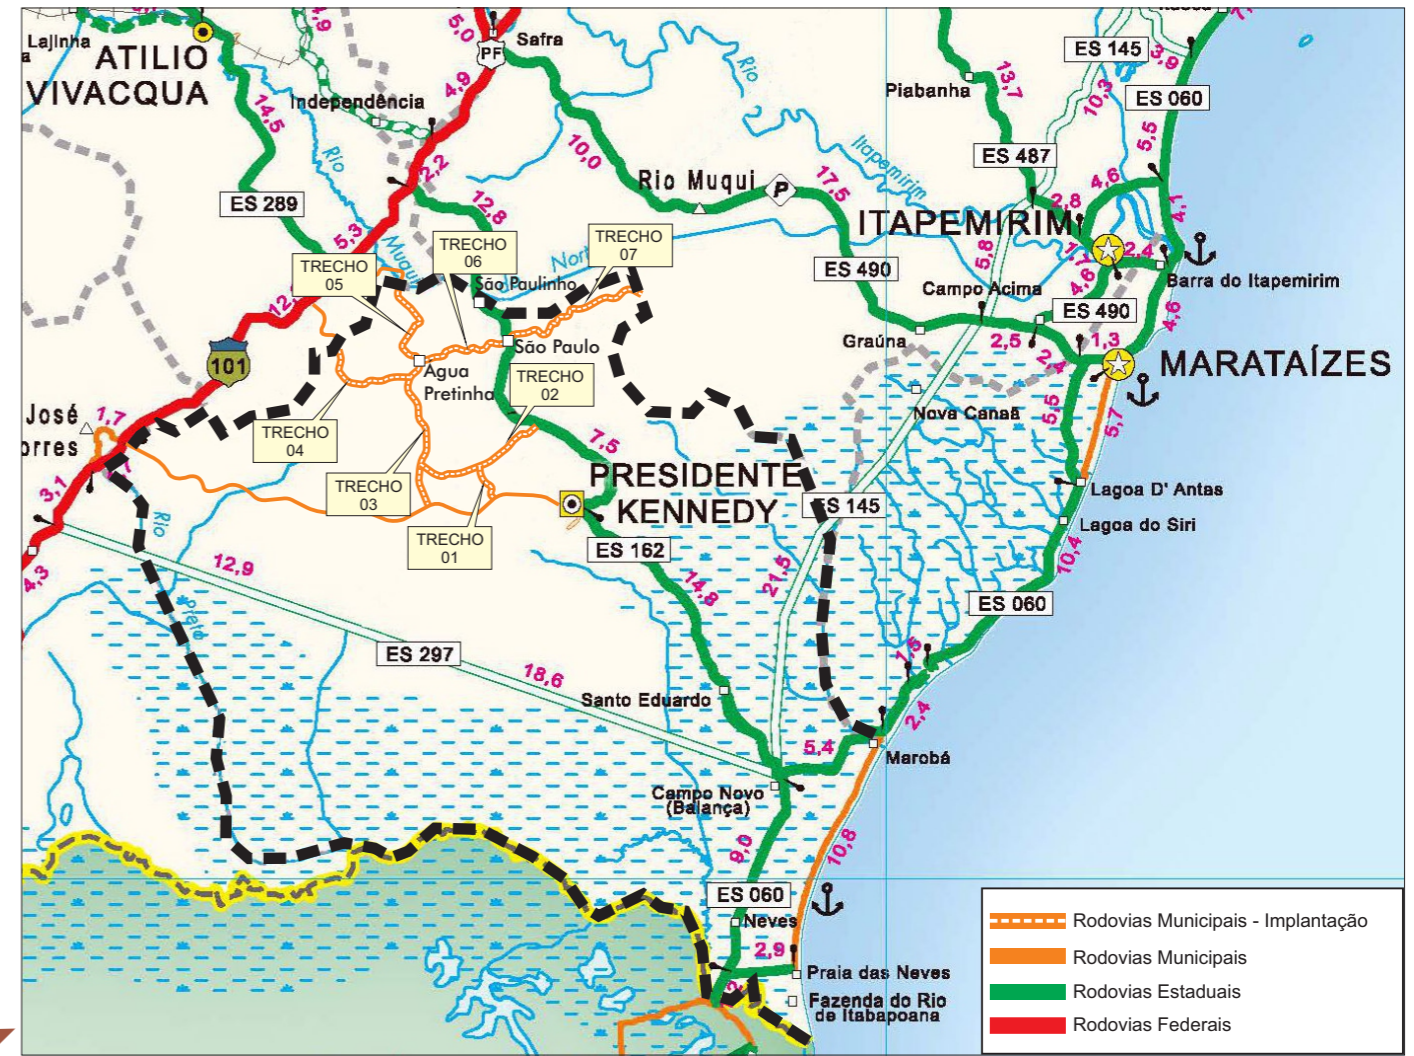 Lajinha
ATILIO
VIVACQUA
Safra
PF
5,0
4,9
4,9
14,5
Independência
2,2
10,0
Rio
Rio
Piabanha
13,7
ES 145
3,9
10,3
ES 060
5,5
ES 487
Itapemirim
Rio Muqui
P
17,5
12,8
ES 289
5,3
Muqui
2,8
4,6
4,1
ITAPEMIRIM
2,4
4,6
5,8
TRECHO
05
TRECHO
06
TRECHO
07
São Paulinho
ES 490
Campo Acima
Barra do Itapemirim
ES 490
4,6
Graúna
2,5
2,4
1,3
MARATAÍZES
101
São Paulo
Água
Pretinha
TRECHO
02
José
1,7
TRECHO
04
7,5
Nova Canaã
5,5
5,7
3,1
TRECHO
03
PRESIDENTE
KENNEDY
ES 145
Lagoa D' Antas
Lagoa do Siri
Rio
TRECHO
01
ES 162
4,3
12,9
14,8
21,5
10,4
ES 060
Preto
ES 297
18,6
1,5
2,4
Santo Eduardo
5,4
Marobá
Campo Novo
(Balança)
9,0
10,8
ES 060
Neves
2,9
Praia das Neves
Fazenda do Rio
de Itabapoana
Rodovias Municipais - Implantação
Rodovias Municipais
Rodovias Estaduais
Rodovias Federais